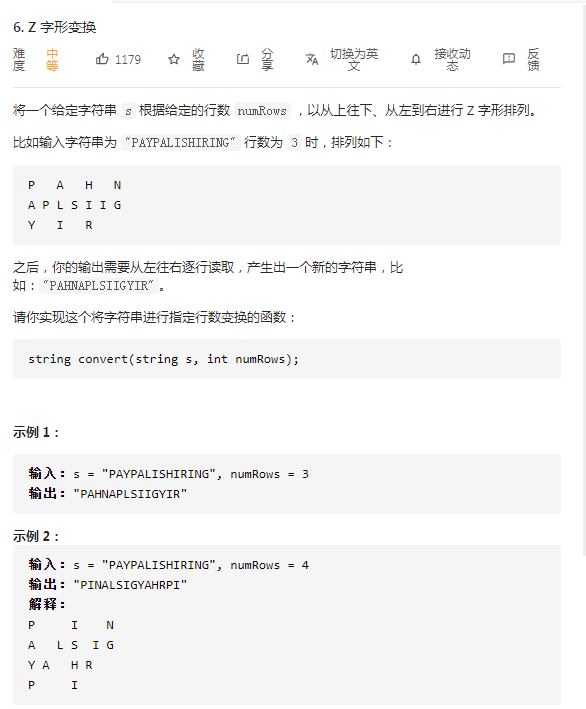 6. Z 字形变换
难度 中等 1179 收藏 分享 切换为英文 接收动态 反馈
将一个给定字符串 s 根据给定的行数 numRows ，以从上往下、从左到右进行 Z 字形排列。
比如输入字符串为 "PAYPALISHIRING" 行数为 3 时，排列如下：
P   A   H   N
A P L S I I G
Y   I   R
之后，你的输出需要从左往右逐行读取，产生出一个新的字符串，比
如："PAHNAPLSIIGYIR"。
请你实现这个将字符串进行指定行数变换的函数：
string convert(string s, int numRows);
示例 1：
输入：s = "PAYPALISHIRING", numRows = 3
输出："PAHNAPLSIIGYIR"
示例 2：
输入：s = "PAYPALISHIRING", numRows = 4
输出："PINALSIGYAHRPI"
解释：
P     I    N
A   L S  I G
Y A   H R
P     I